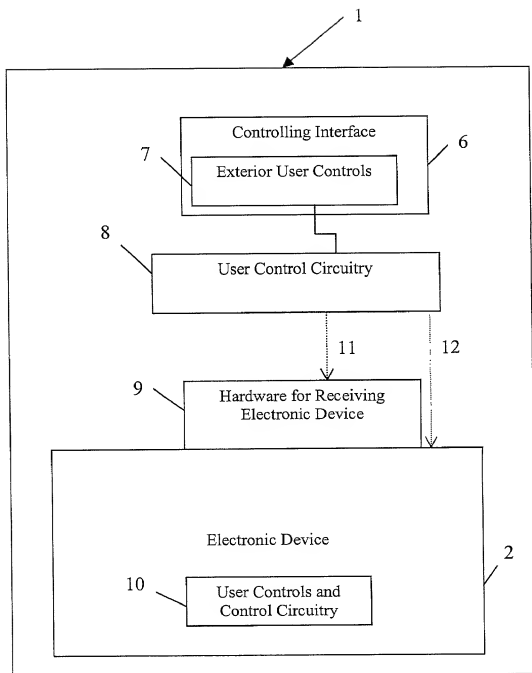 1
Controlling Interface
6
7
Exterior User Controls
8
User Control Circuitry
11
12
9
Hardware for Receiving
Electronic Device
Electronic Device
2
10
User Controls and
Control Circuitry